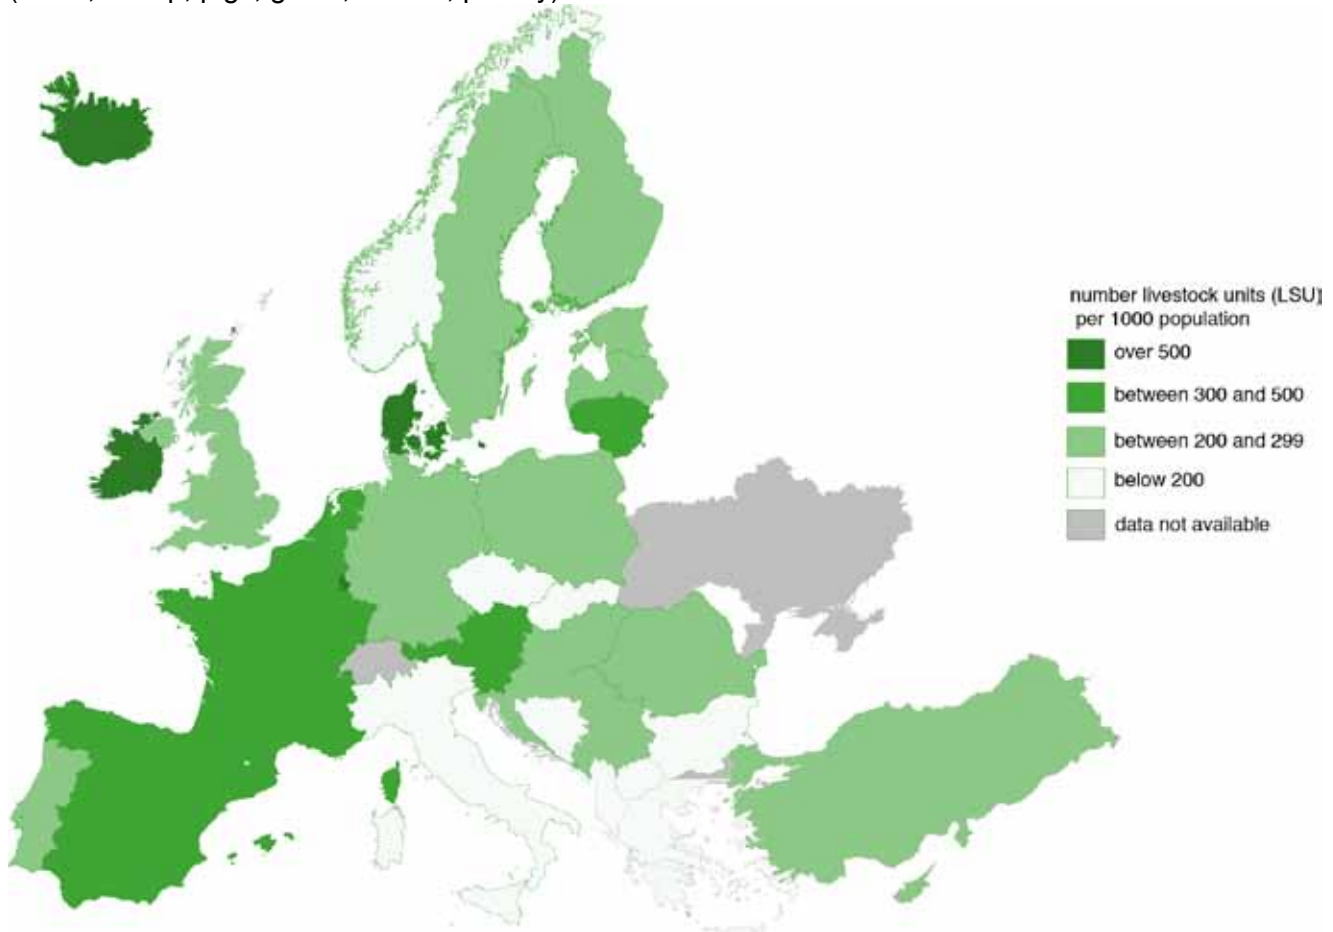 number livestock units (LSU)
per 1000 population
over 500
between 300 and 500
between 200 and 299
below 200
data not available